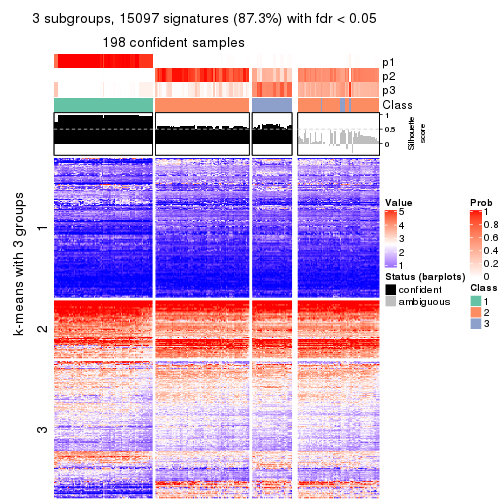 3 subgroups, 15097 signatures (87.3%) with fdr < 0.05
198 confident samples
p1
p2
p3
Class
1
0.5
0
Silhouette
score
k-means with 3 groups
1
2
3
Value
5
4
3
2
1
Status (barplots)
confident
ambiguous
Prob
1
0.8
0.6
0.4
0.2
0
Class
1
2
3